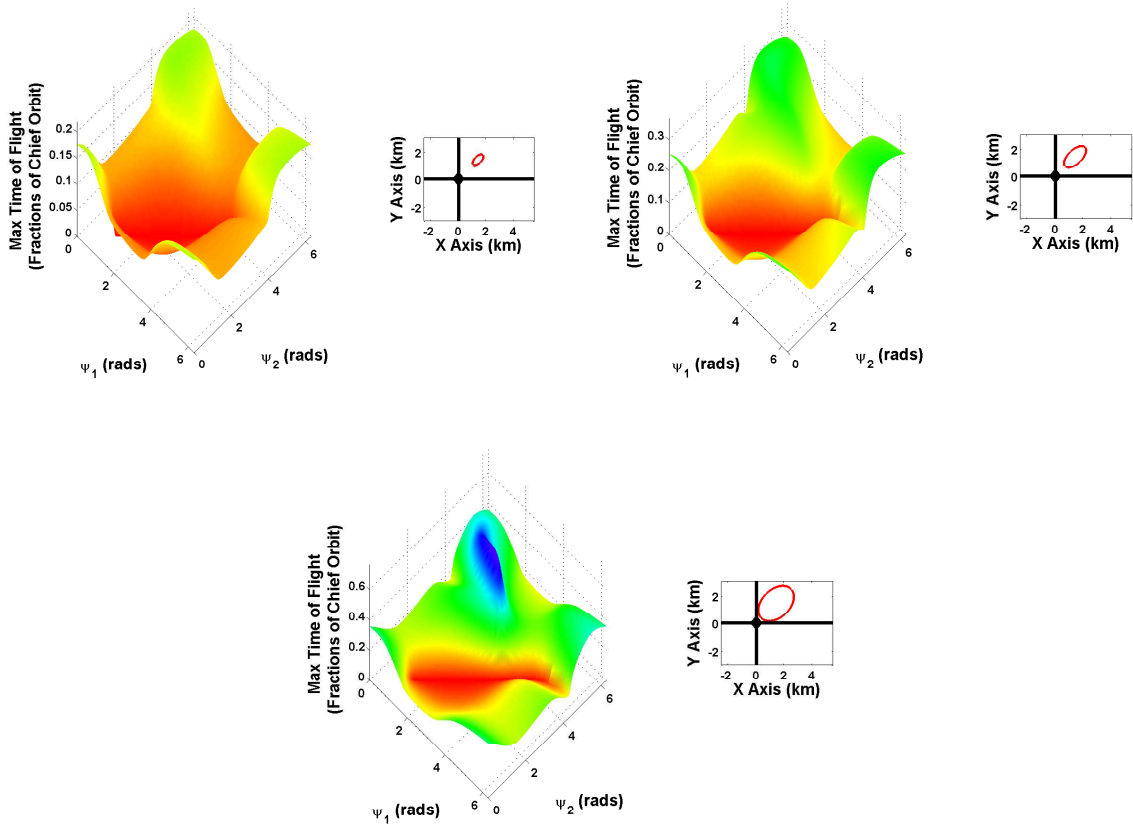 Max Time of Flight
(Fractions of Chief Orbit)
0.2
0.15
0.1
0.05
0
0
2
4
6
ψ1 (rads)
0
2
4
6
ψ2 (rads)
Y Axis (km)
2
0
-2
-2 0 2 4
X Axis (km)
Max Time of Flight
(Fractions of Chief Orbit)
0.3
0.2
0.1
0
0
2
4
6
ψ1 (rads)
0
2
4
6
ψ2 (rads)
Y Axis (km)
2
0
-2
-2 0 2 4
X Axis (km)
Max Time of Flight
(Fractions of Chief Orbit)
0.6
0.4
0.2
0
0
2
4
6
ψ1 (rads)
0
2
4
6
ψ2 (rads)
Y Axis (km)
2
0
-2
-2 0 2 4
X Axis (km)